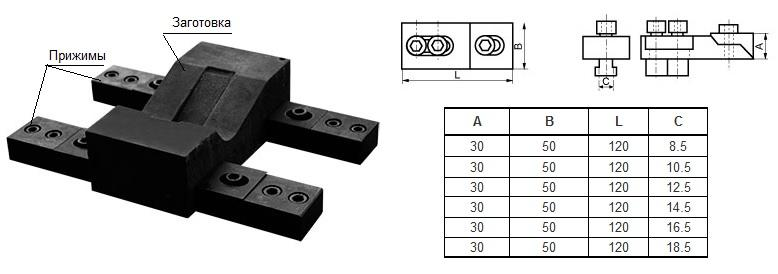 Заготовка
Прижимы
B
L
C
A
A B L C
30 50 120 8.5
30 50 120 10.5
30 50 120 12.5
30 50 120 14.5
30 50 120 16.5
30 50 120 18.5